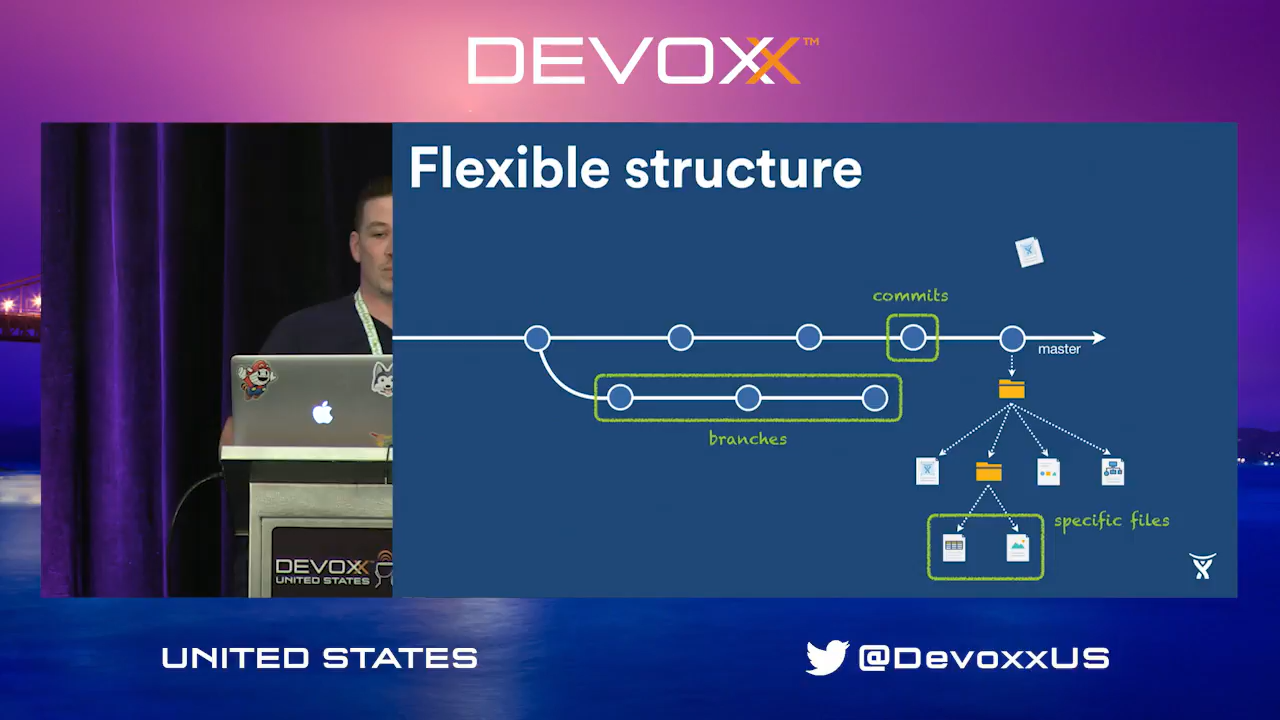 DEVOXX™
Flexible structure
commits
master
branches
specific files
DEVOXX
UNITED STATES
UNITED STATES
@DevoxxUS